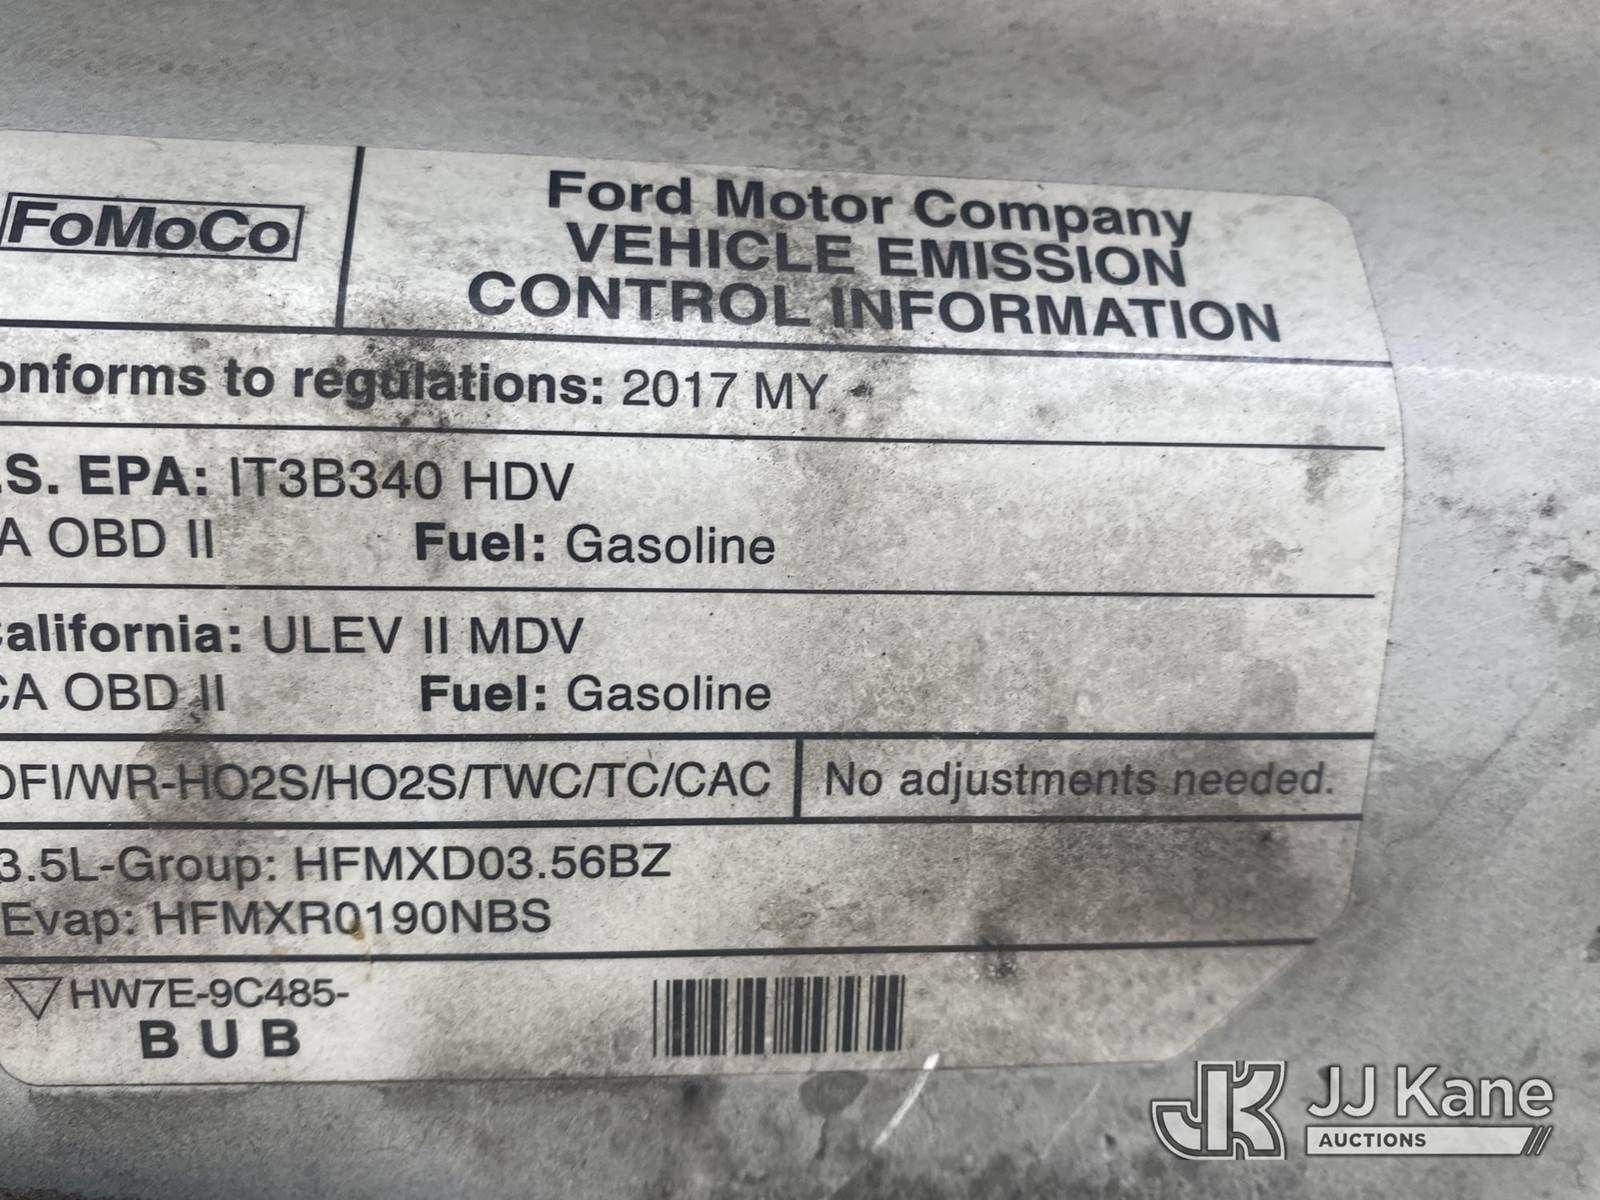 FoMoCo
Ford Motor Company
VEHICLE EMISSION
CONTROL INFORMATION
onforms to regulations: 2017 MY
.S. EPA: IT3B340 HDV
A OBD II Fuel: Gasoline
alifornia: ULEV II MDV
CA OBD II Fuel: Gasoline
DFI/WR-HO2S/HO2S/TWC/TC/CAC No adjustments needed.
3.5L-Group: HFMXD03.56BZ
Evap: HFMXR0190NBS
HW7E-9C485-
B U B
JK JJ Kane
AUCTIONS